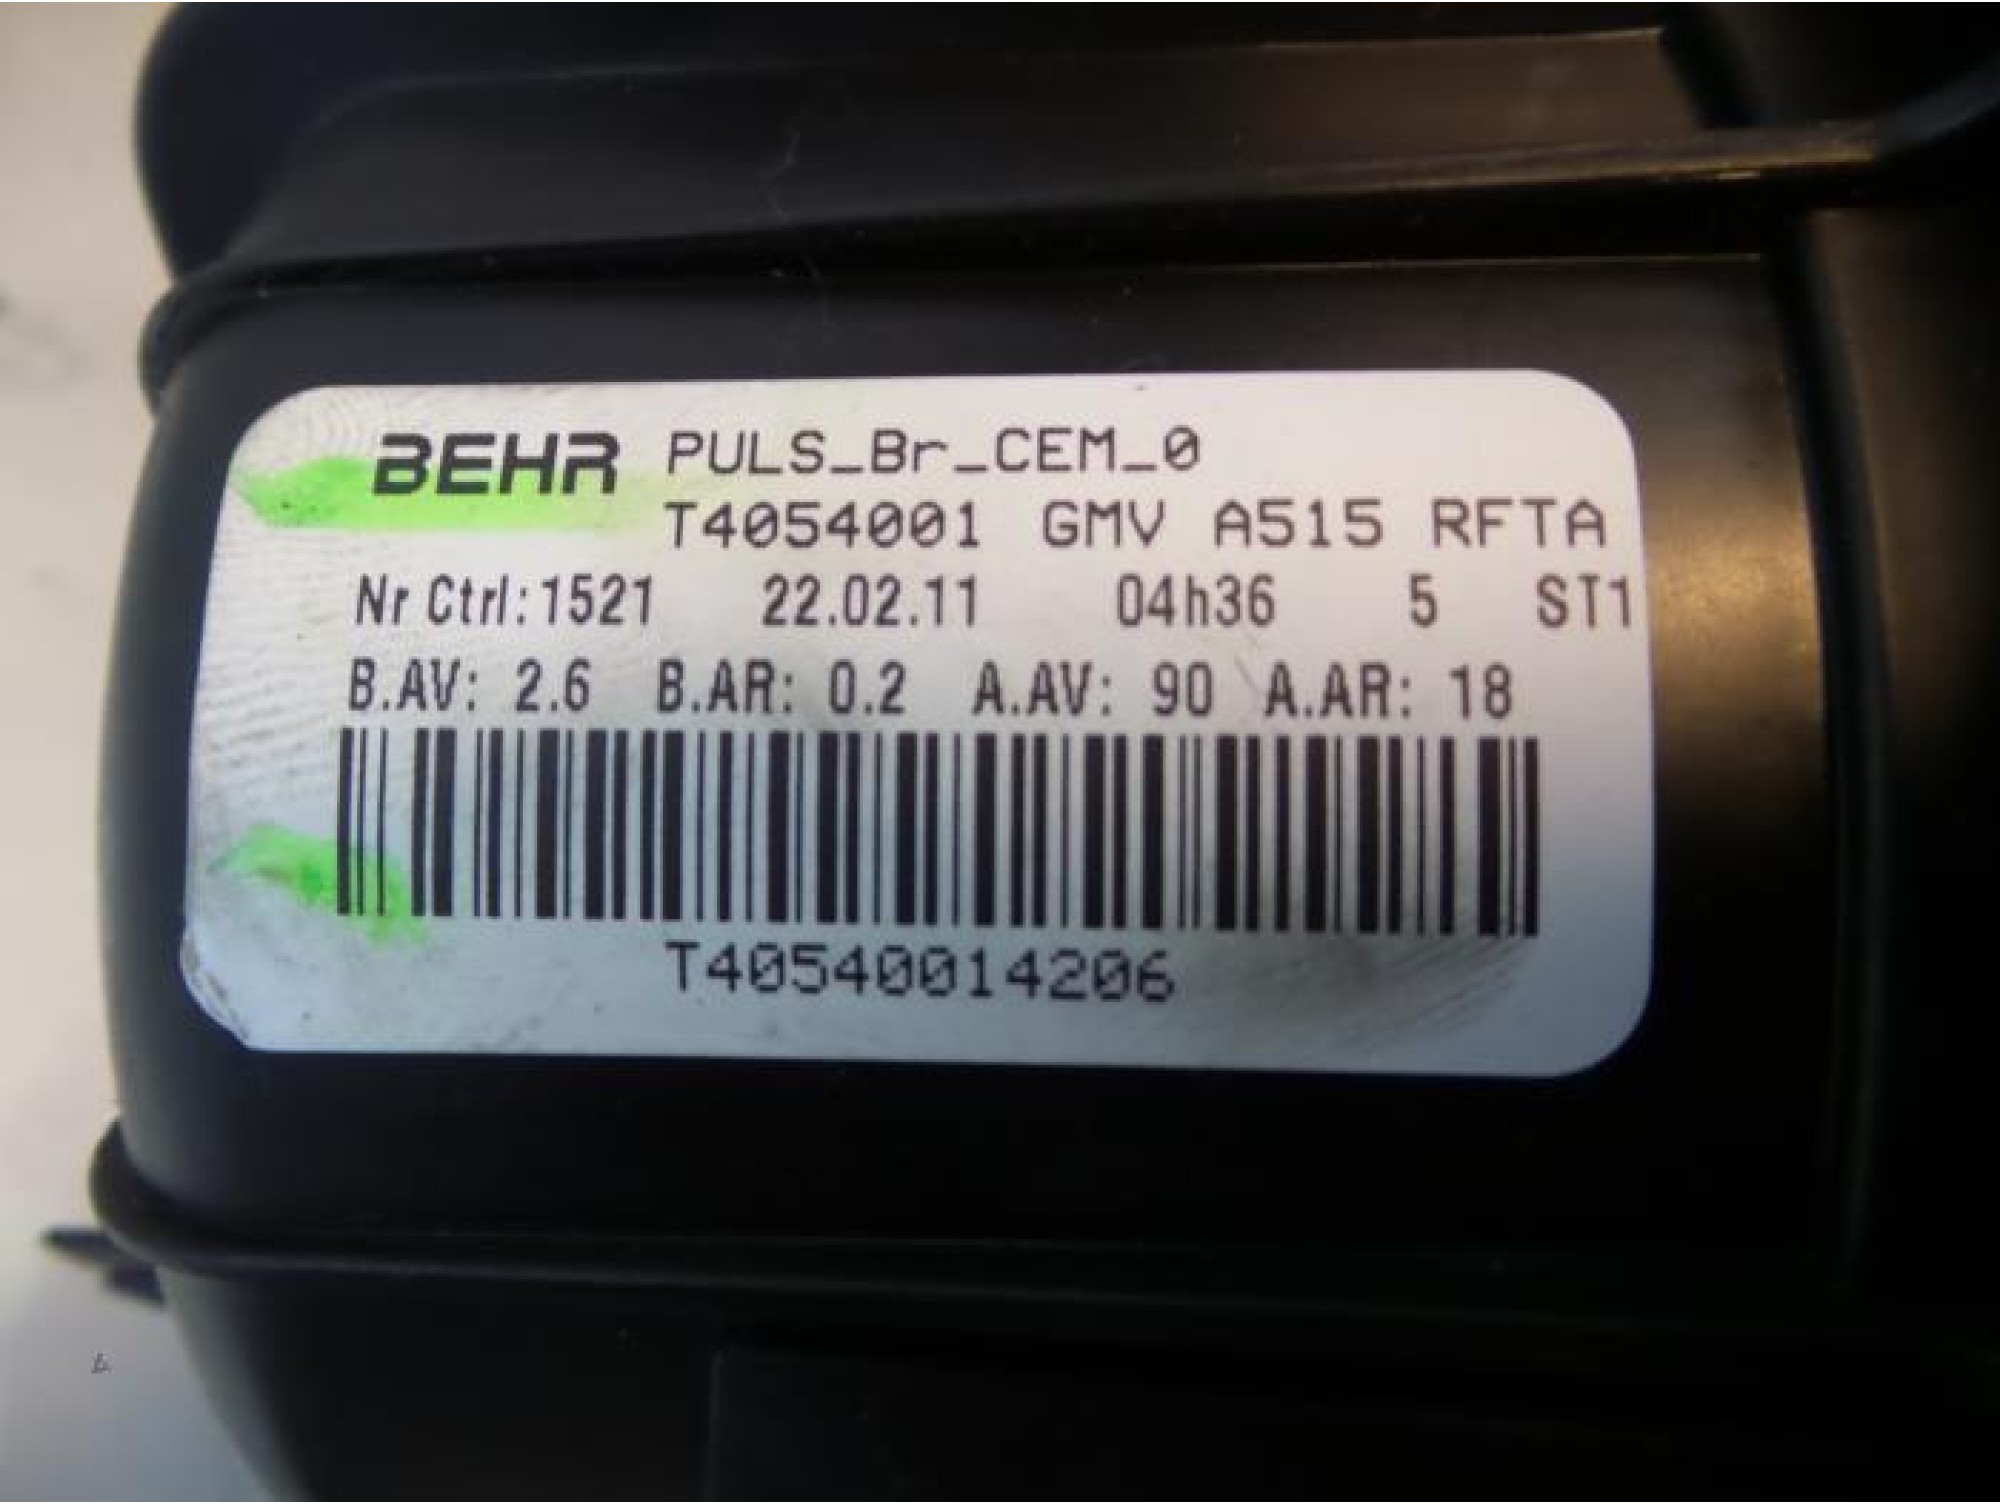 BEHR PULS_Br_CEM_0
T4054001 GMV A515 RFTA
Nr Ctrl:1521 22.02.11 04h36 5 ST1
B.AV: 2.6 B.AR: 0.2 A.AV: 90 A.AR: 18
T40540014206